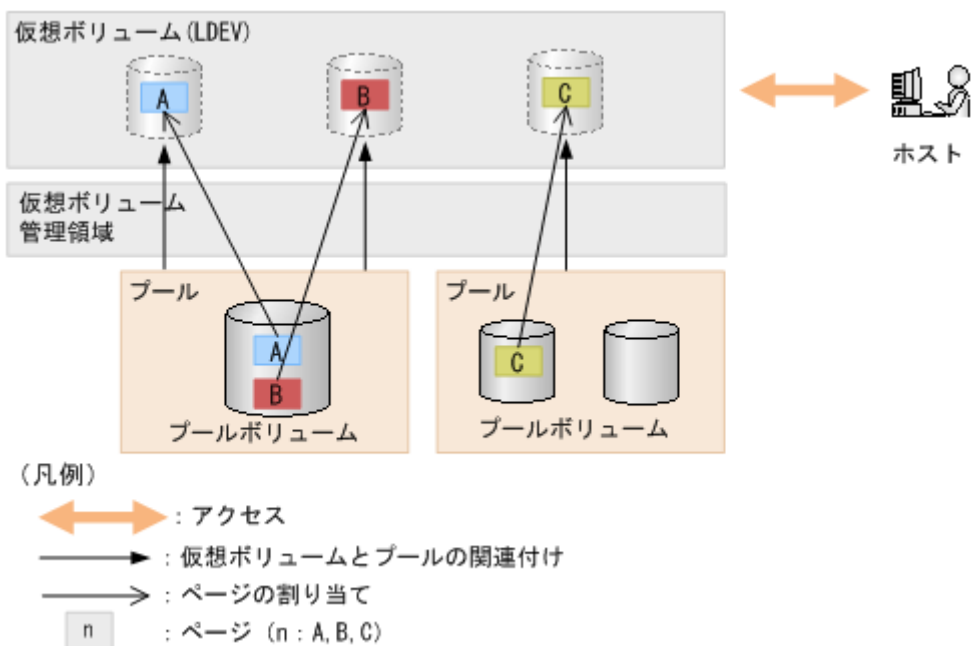 仮想ボリューム(LDEV)
A
B
C
ホスト
仮想ボリューム
管理領域
プール
A
B
プールボリューム
プール
C
プールボリューム
(凡例)
: アクセス
: 仮想ボリュームとプールの関連付け
: ページの割り当て
n : ページ (n : A, B, C)